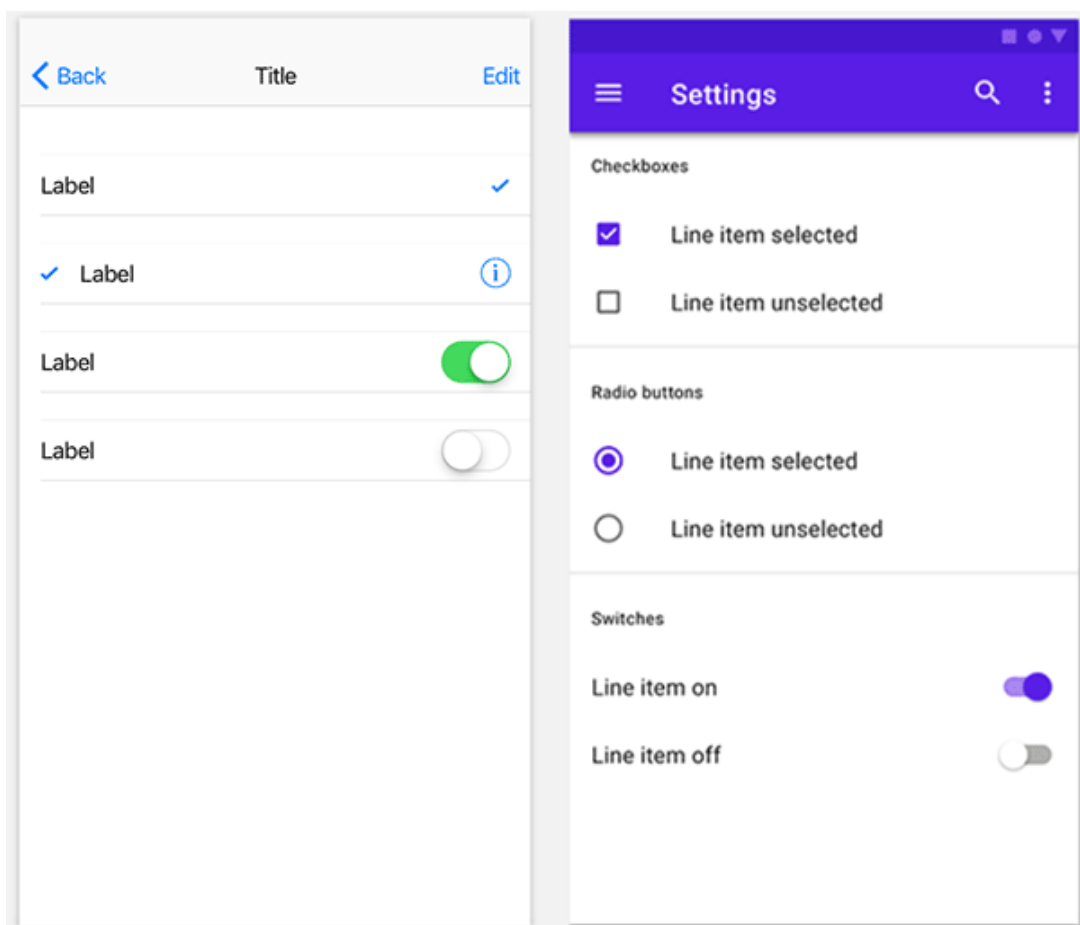 Back Title Edit
Label
Label
Label
Label
Settings
Checkboxes
Line item selected
Line item unselected
Radio buttons
Line item selected
Line item unselected
Switches
Line item on
Line item off